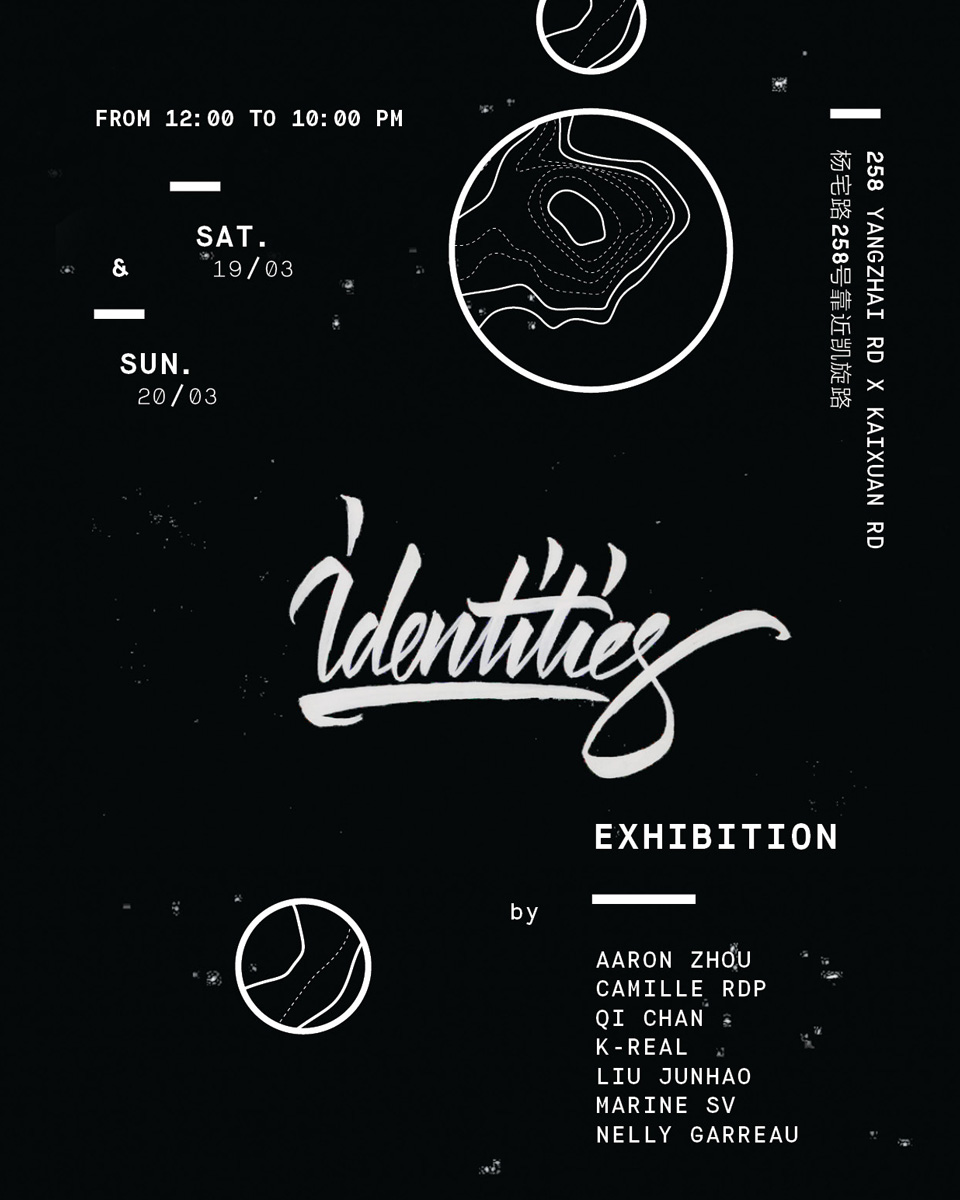 FROM 12:00 TO 10:00 PM
SAT.
19/03
&
SUN.
20/03
258 YANGZHAI RD X KAIXUAN RD
杨宅路258号靠近凯旋路
identities
EXHIBITION
by
AARON ZHOU
CAMILLE RDP
QI CHAN
K-REAL
LIU JUNHAO
MARINE SV
NELLY GARREAU